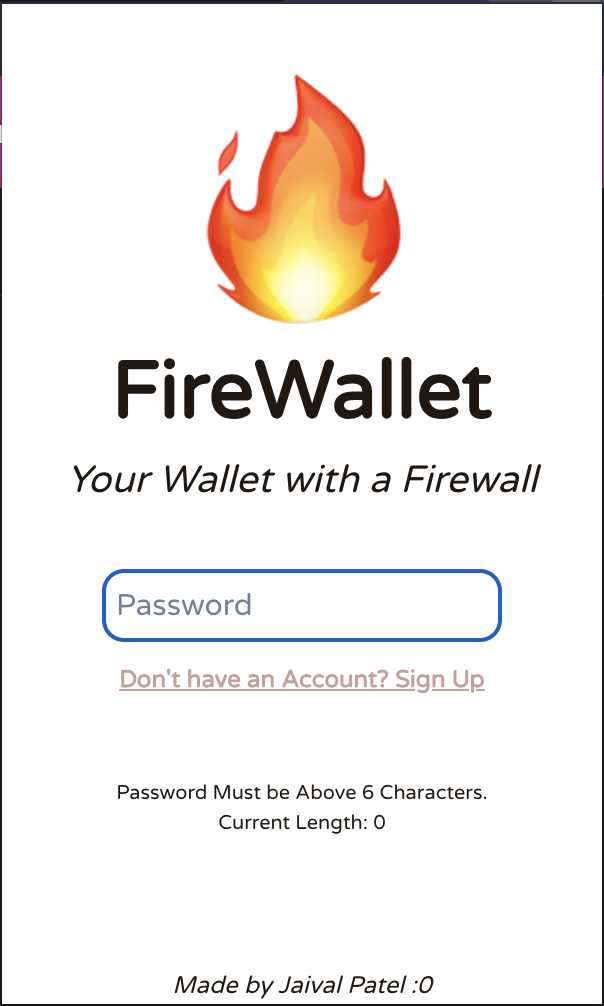 FireWallet
Your Wallet with a Firewall
Password
Don't have an Account? Sign Up
Password Must be Above 6 Characters.
Current Length: 0
Made by Jaival Patel :0